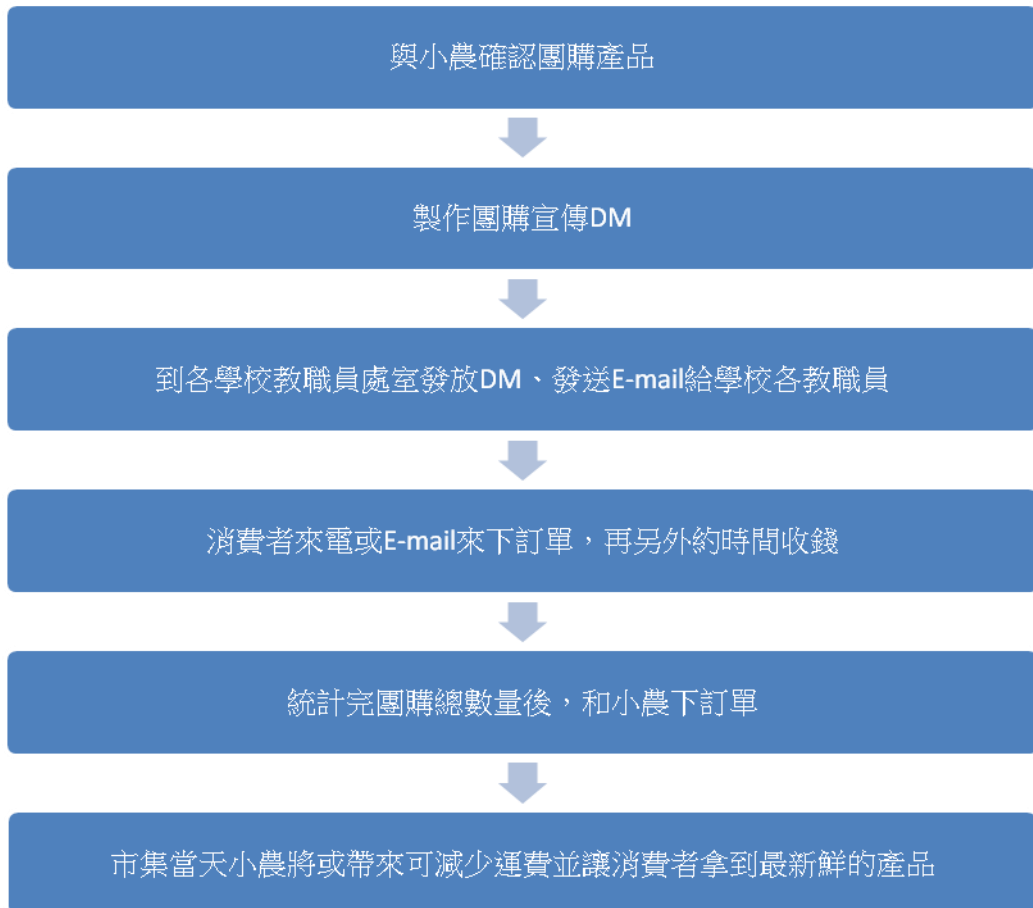 與小農確認團購產品
製作團購宣傳DM
到各學校教職員處室發放DM、發送E-mail給學校各教職員
消費者來電或E-mail來下訂單，再另外約時間收錢
統計完團購總數量後，和小農下訂單
市集當天小農將或帶來可減少運費並讓消費者拿到最新鮮的產品